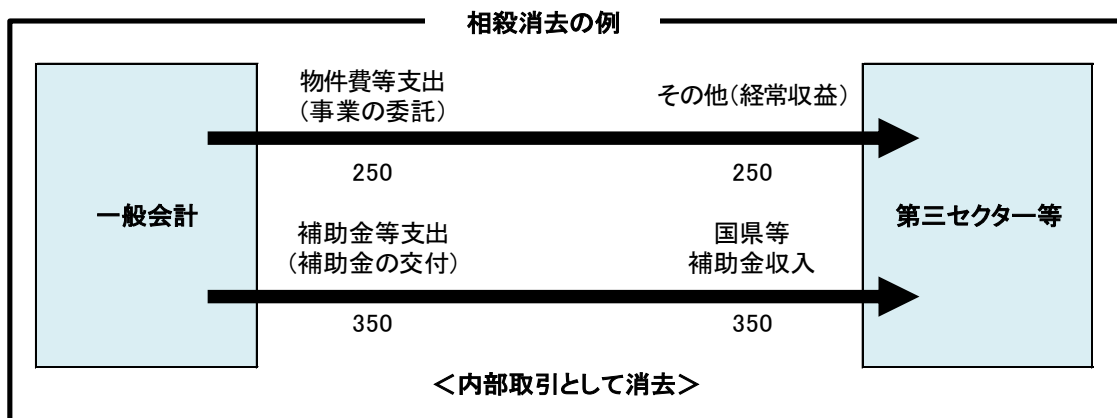 相殺消去の例
物件費等支出
（事業の委託）
その他（経常収益）
250
250
一般会計
第三セクター等
補助金等支出
（補助金の交付）
国県等
補助金収入
350
350
＜内部取引として消去＞